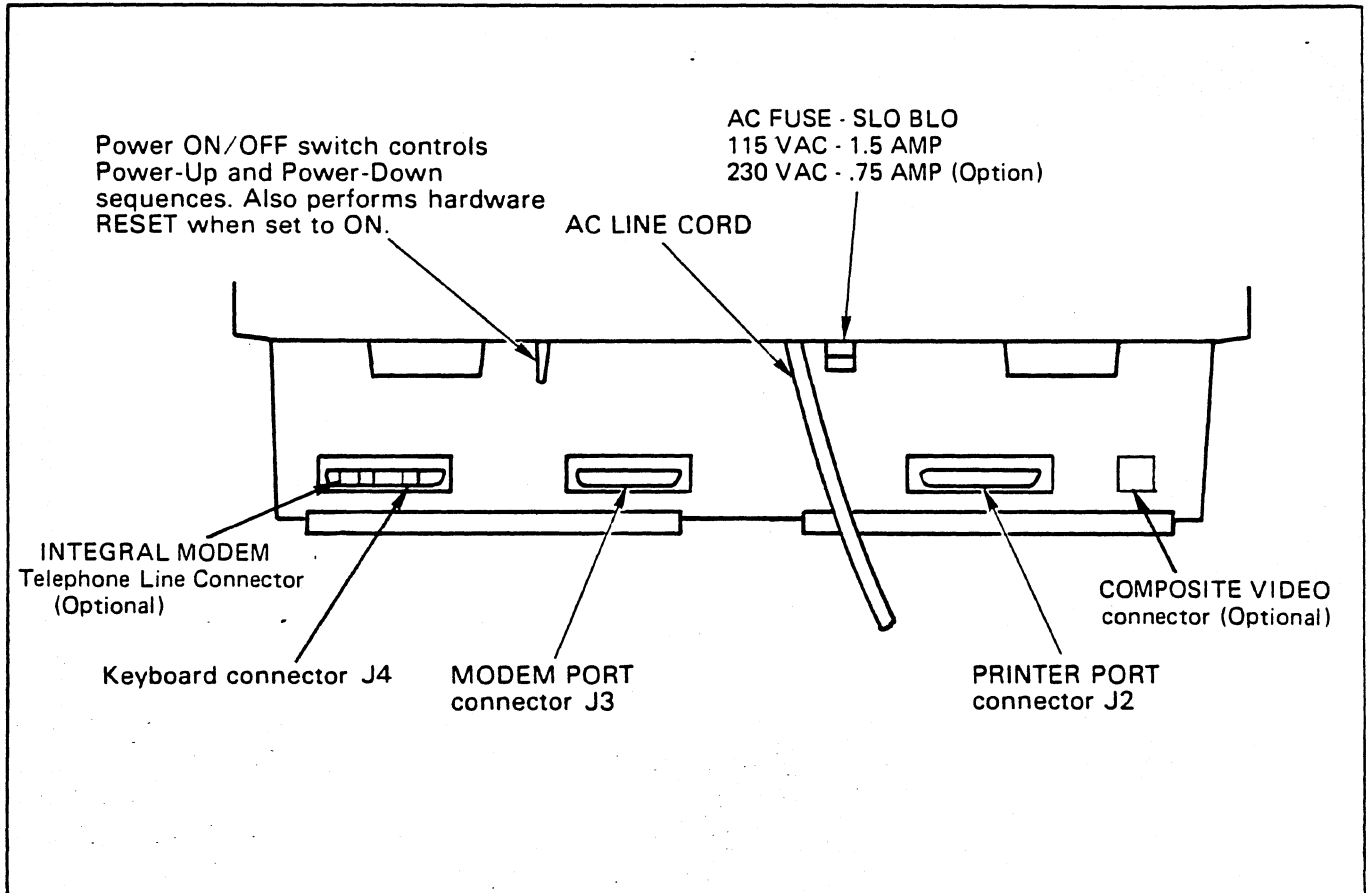 Power ON/OFF switch controls
Power-Up and Power-Down
sequences. Also performs hardware
RESET when set to ON.
AC LINE CORD
AC FUSE - SLO BLO
115 VAC - 1.5 AMP
230 VAC - .75 AMP (Option)
INTEGRAL MODEM
Telephone Line Connector
(Optional)
Keyboard connector J4
MODEM PORT
connector J3
PRINTER PORT
connector J2
COMPOSITE VIDEO
connector (Optional)